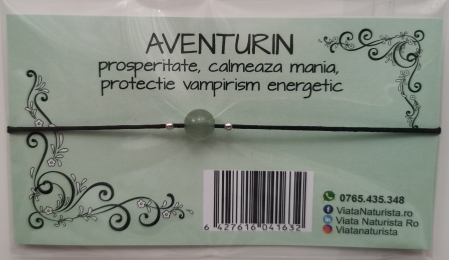 AVENTURIN
prosperitate, calmeaza mania,
protectie vampirism energetic
0765.435.348
ViataNaturista.ro
Viata Naturista Ro
Viatanaturista
6 427616 041632